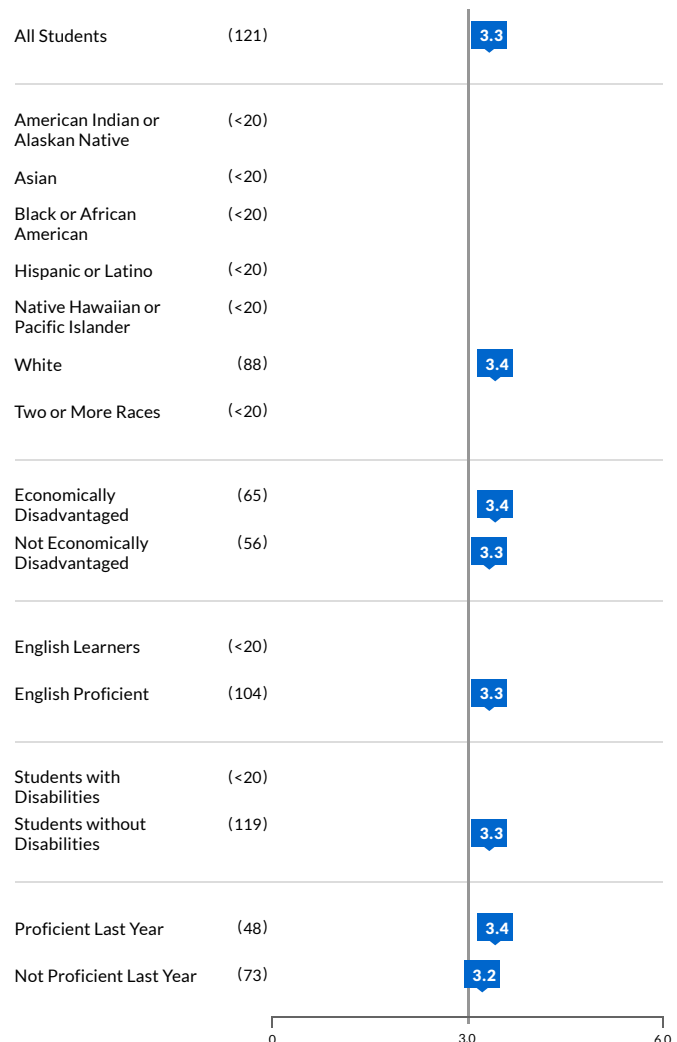 All Students (121) 3.3
American Indian or (<20)
Alaskan Native
Asian (<20)
Black or African (<20)
American
Hispanic or Latino (<20)
Native Hawaiian or (<20)
Pacific Islander
White (88) 3.4
Two or More Races (<20)
Economically (65) 3.4
Disadvantaged
Not Economically (56) 3.3
Disadvantaged
English Learners (<20)
English Proficient (104) 3.3
Students with (<20)
Disabilities
Students without (119) 3.3
Disabilities
Proficient Last Year (48) 3.4
Not Proficient Last Year (73) 3.2
0 3.0 6.0